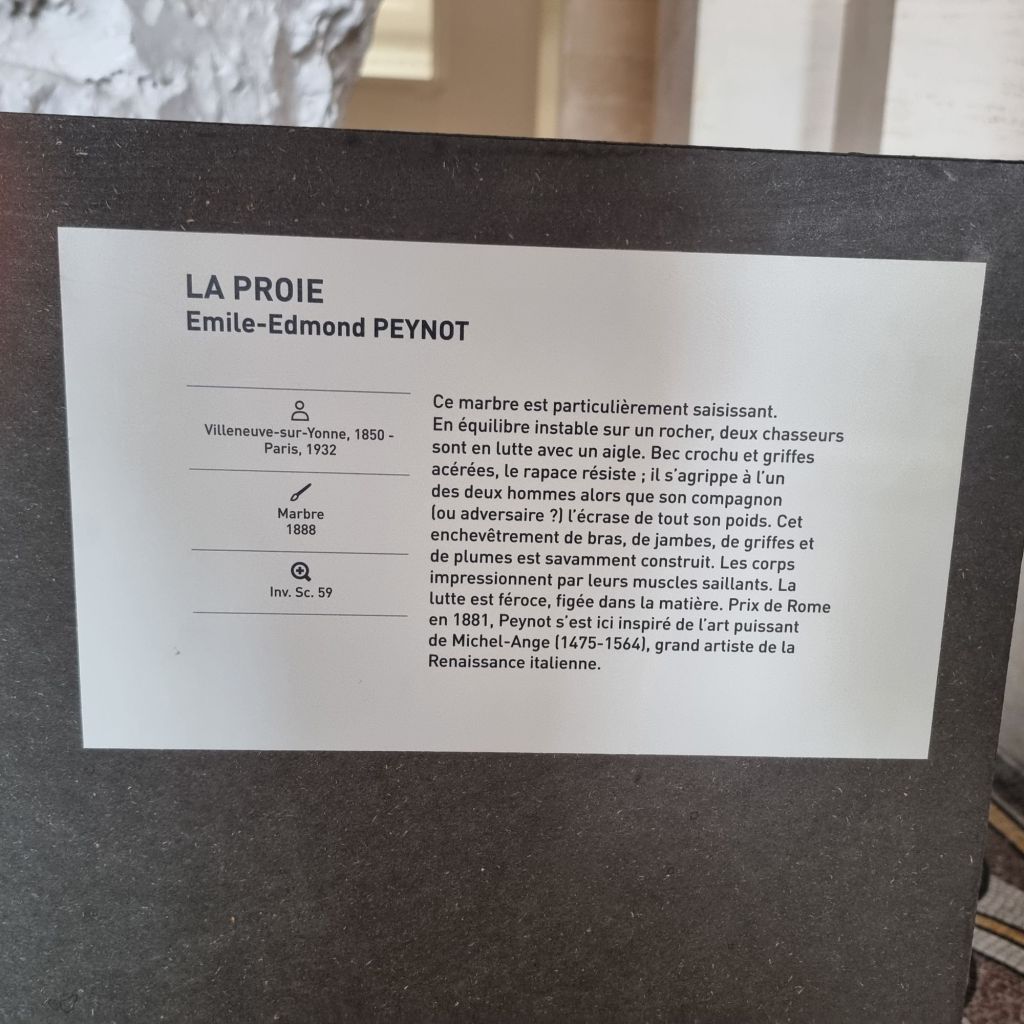 LA PROIE
Emile-Edmond PEYNOT
Villeneuve-sur-Yonne, 1850 -
Paris, 1932
Marbre
1888
Inv. Sc. 59
Ce marbre est particulièrement saisissant.
En équilibre instable sur un rocher, deux chasseurs
sont en lutte avec un aigle. Bec crochu et griffes
acérées, le rapace résiste ; il s'agrippe à l'un
des deux hommes alors que son compagnon
(ou adversaire ?) l'écrase de tout son poids. Cet
enchevêtrement de bras, de jambes, de griffes et
de plumes est savamment construit. Les corps
impressionnent par leurs muscles saillants. La
lutte est féroce, figée dans la matière. Prix de Rome
en 1881, Peynot s'est ici inspiré de l'art puissant
de Michel-Ange (1475-1564), grand artiste de la
Renaissance italienne.